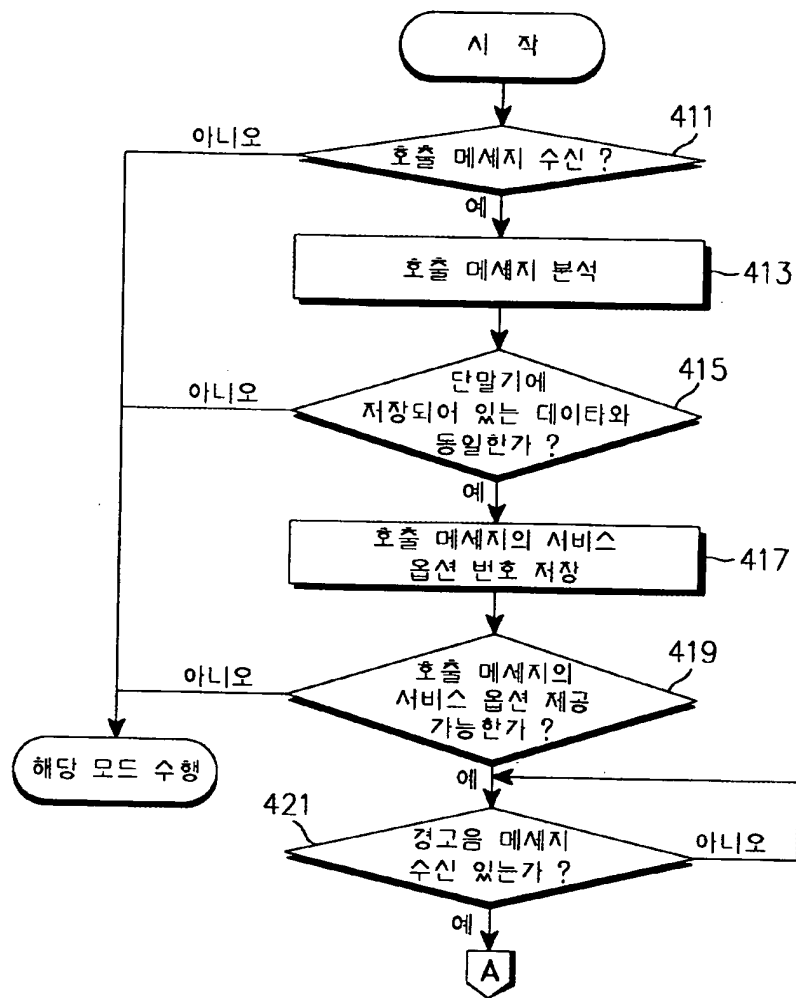 시 작
411
아니오
호출 메세지 수신 ?
예
호출 메세지 분석
413
415
아니오
단말기에
저장되어 있는 데이타와
동일한가 ?
예
호출 메세지의 서비스
옵션 번호 저장
417
419
아니오
호출 메세지의
서비스 옵션 제공
가능한가 ?
해당 모드 수행
에
421
경고음 메세지
수신 있는가 ?
아니오
예
A